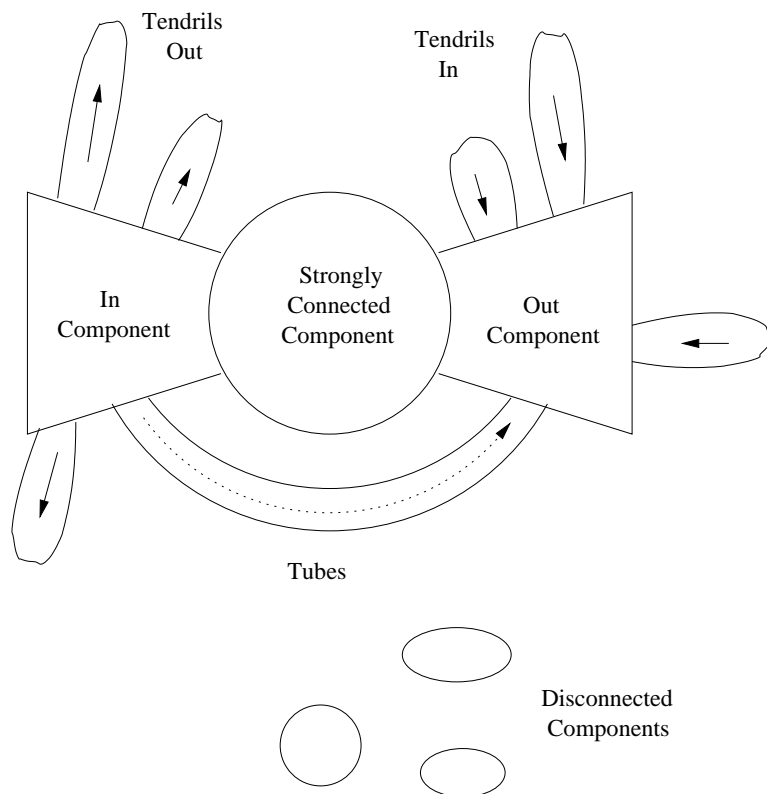 Tendrils
Out
Tendrils
In
In
Component
Strongly
Connected
Component
Out
Component
Tubes
Disconnected
Components